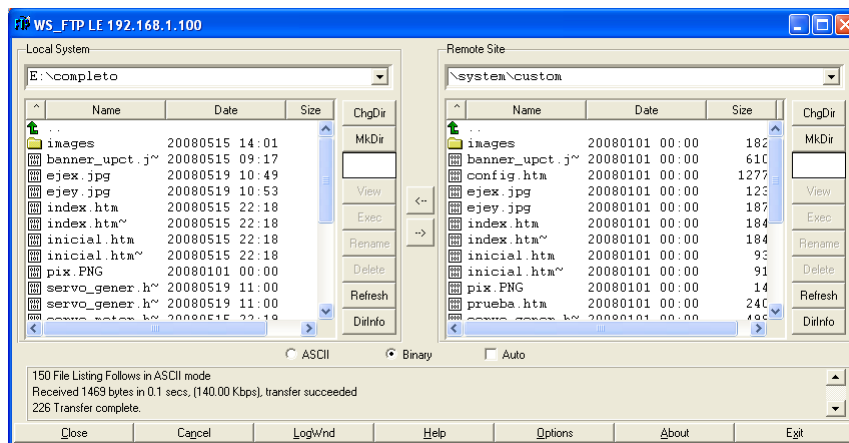 WS_FTP LE 192.168.1.100
Local System
E:\completo
^ Name Date Size
..
images 20080515 14:01
banner_upct.j~ 20080515 09:17
ejex.jpg 20080519 10:49
ejey.jpg 20080519 10:53
index.htm 20080515 22:18
index.htm~ 20080515 22:18
inicial.htm 20080515 22:18
inicial.htm~ 20080515 22:18
pix.PNG 20080101 00:00
servo_gener.h~ 20080519 11:00
servo_gener.h~ 20080519 11:00
ChgDir
MkDir
View
Exec
Rename
Delete
Refresh
DirInfo
<--
-->
Remote Site
\system\custom
^ Name Date Size
..
images 20080101 00:00 182
banner_upct.j~ 20080101 00:00 610
config.htm 20080101 00:00 1277
ejex.jpg 20080101 00:00 123
ejey.jpg 20080101 00:00 187
index.htm 20080101 00:00 184
index.htm~ 20080101 00:00 184
inicial.htm 20080101 00:00 93
inicial.htm~ 20080101 00:00 91
pix.PNG 20080101 00:00 14
prueba.htm 20080101 00:00 240
ChgDir
MkDir
View
Exec
Rename
Delete
Refresh
DirInfo
ASCII Binary Auto
150 File Listing Follows in ASCII mode
Received 1469 bytes in 0.1 secs, (140.00 Kbps), transfer succeeded
226 Transfer complete.
Close Cancel LogWnd Help Options About Exit